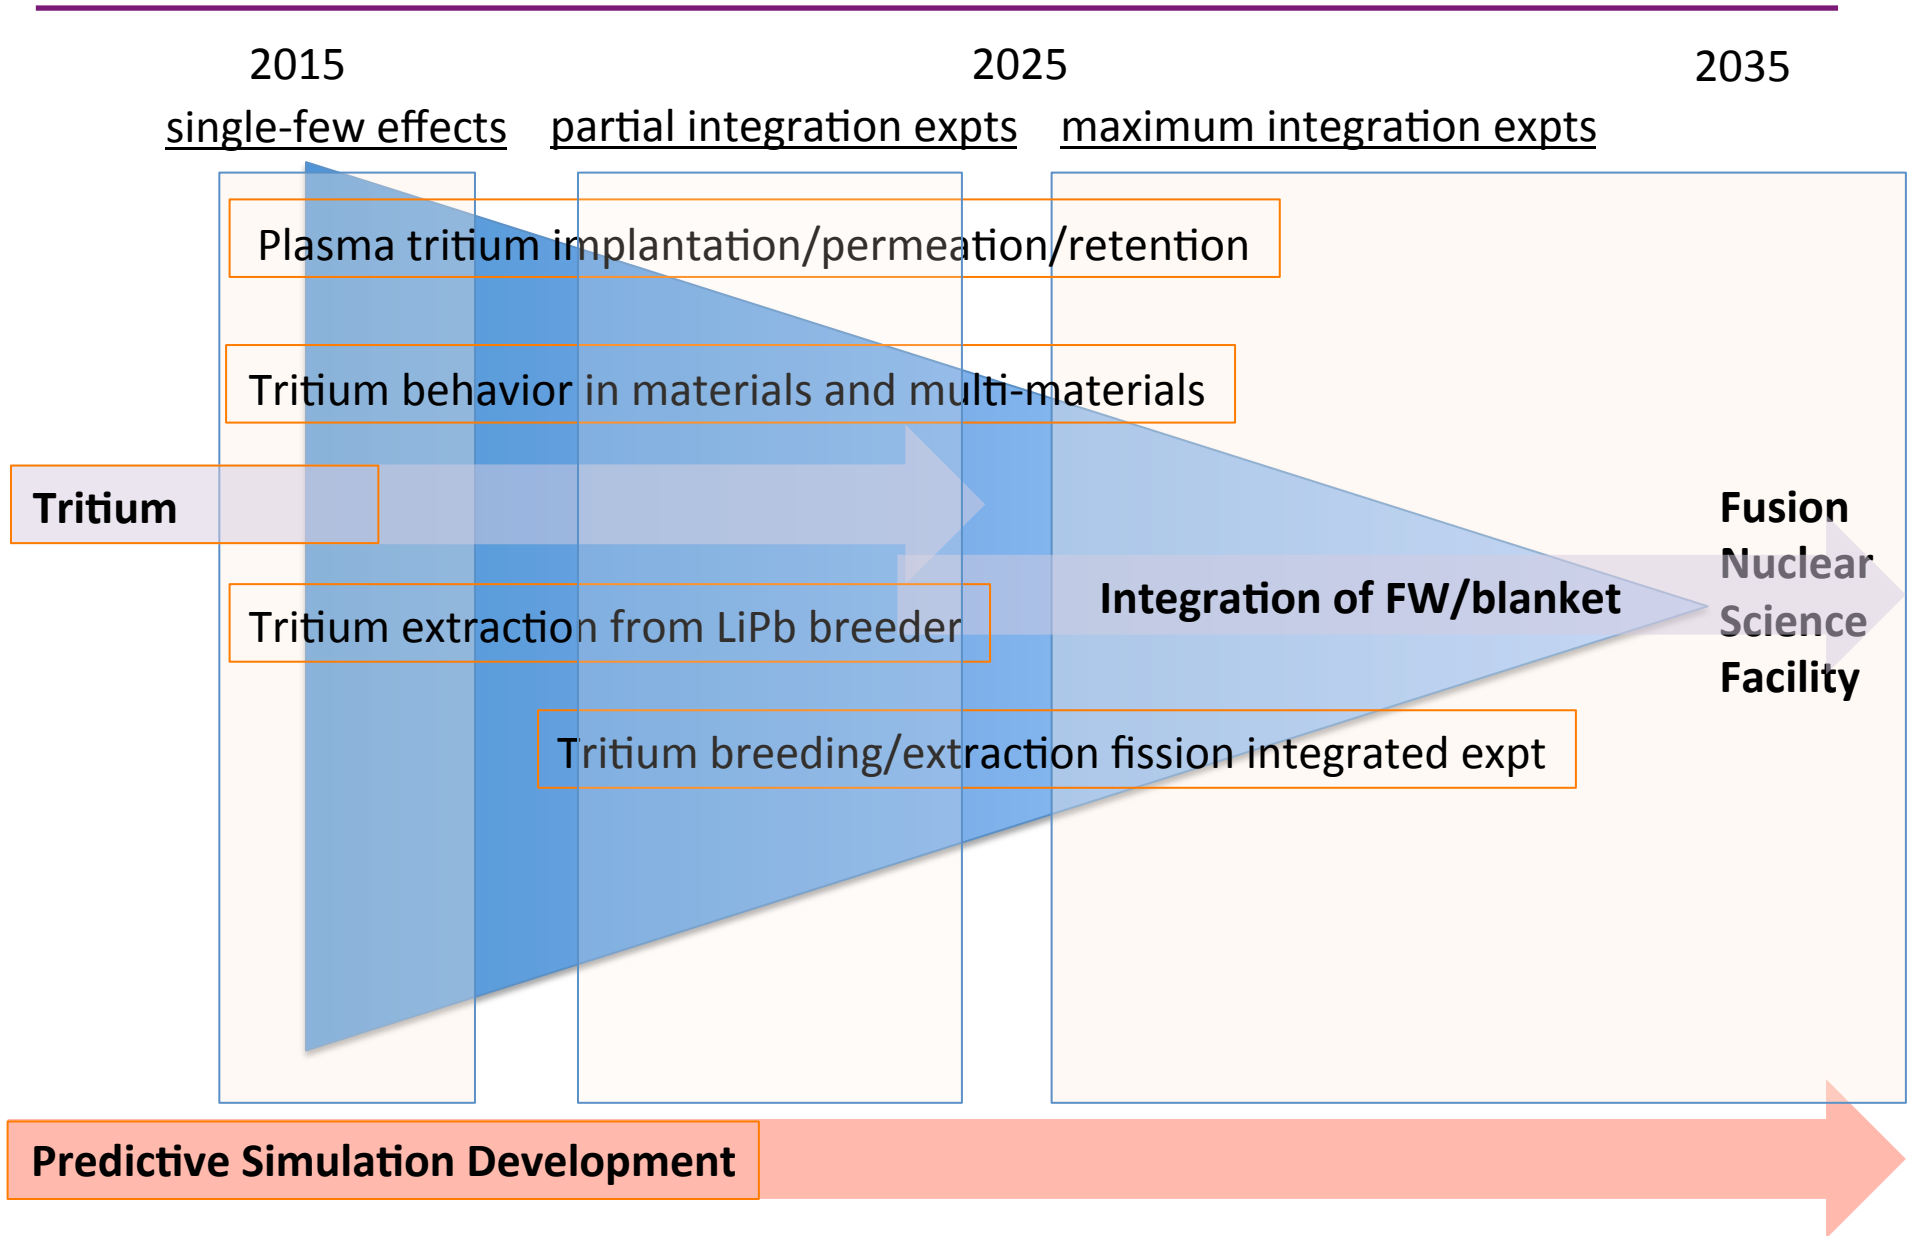 2015 2025 2035
single-few effects partial integration expts maximum integration expts
Plasma tritium implantation/permeation/retention
Tritium behavior in materials and multi-materials
Tritium
Fusion
Nuclear
Science
Facility
Integration of FW/blanket
Tritium extraction from LiPb breeder
Tritium breeding/extraction fission integrated expt
Predictive Simulation Development